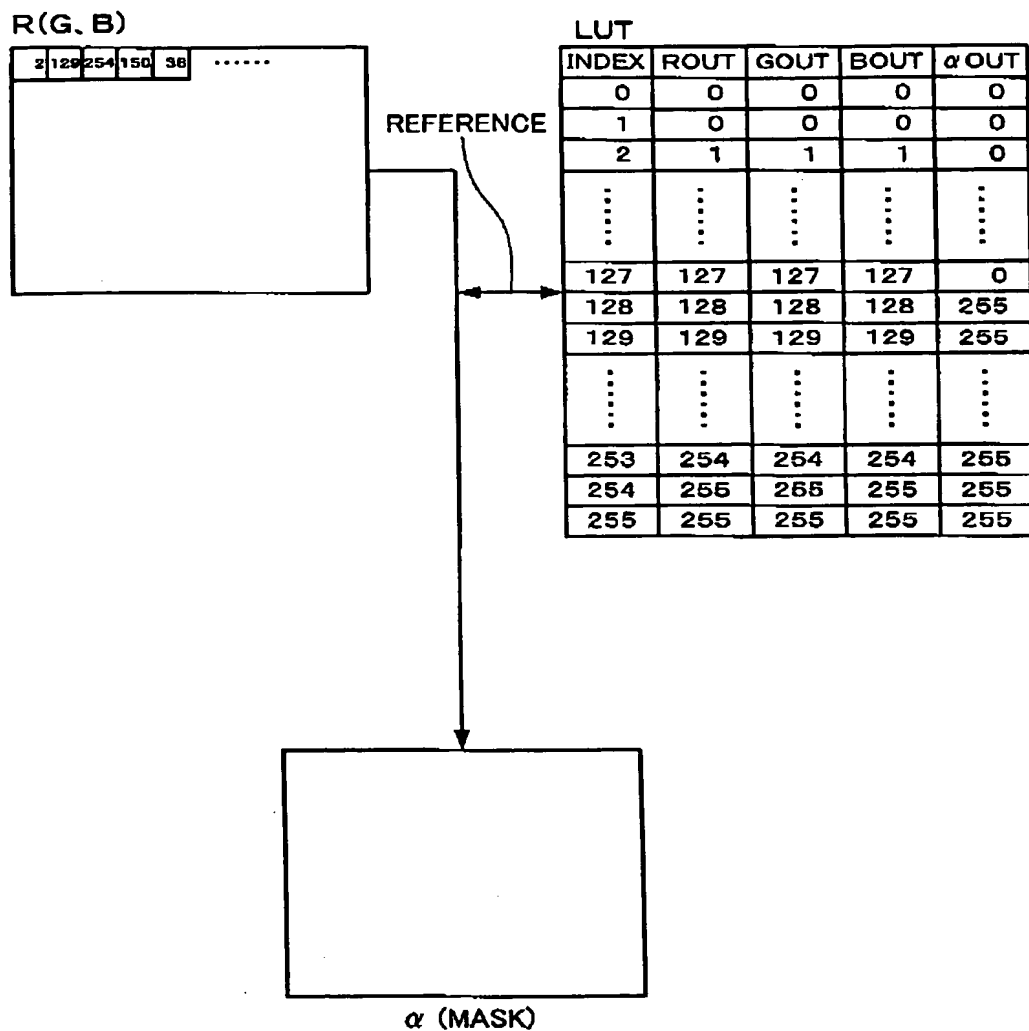 R(G、B)
2 129 254 150 38 ······
REFERENCE
LUT
INDEX ROUT GOUT BOUT α OUT
0 0 0 0 0
1 0 0 0 0
2 1 1 1 0
127 127 127 127 0
128 128 128 128 255
129 129 129 129 255
253 254 254 254 255
254 255 255 255 255
255 255 255 255 255
α (MASK)